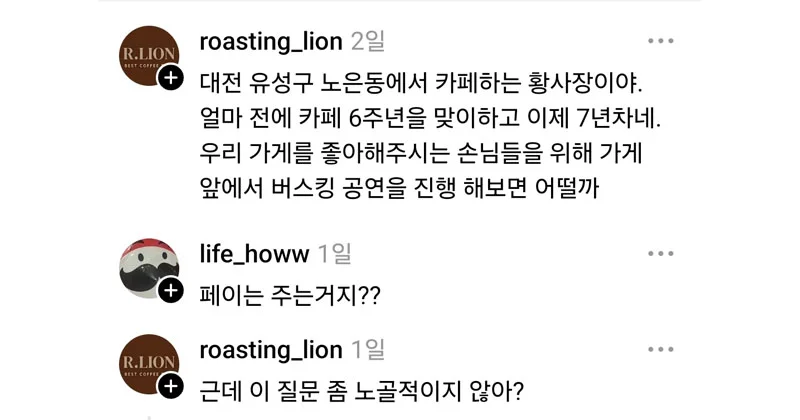 R.LION
BEST COFFEE
roasting_lion 2일
대전 유성구 노은동에서 카페하는 황사장이야.
얼마 전에 카페 6주년을 맞이하고 이제 7년차네.
우리 가게를 좋아해주시는 손님들을 위해 가게
앞에서 버스킹 공연을 진행 해보면 어떨까
life_howw 1일
페이는 주는거지??
R.LION
BEST COFFEE
roasting_lion 1일
근데 이 질문 좀 노골적이지 않아?